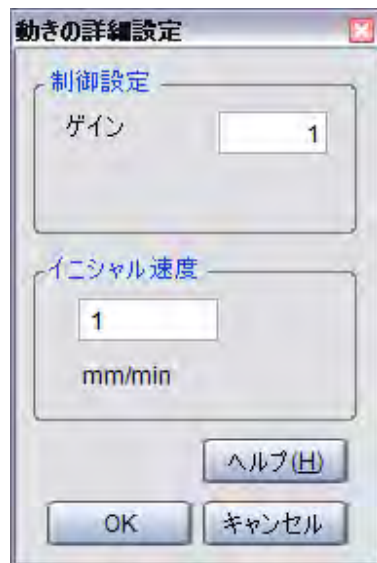 動きの詳細設定
制御設定
ゲイン 1
イニシャル速度
1
mm/min
ヘルプ(H)
OK キャンセル